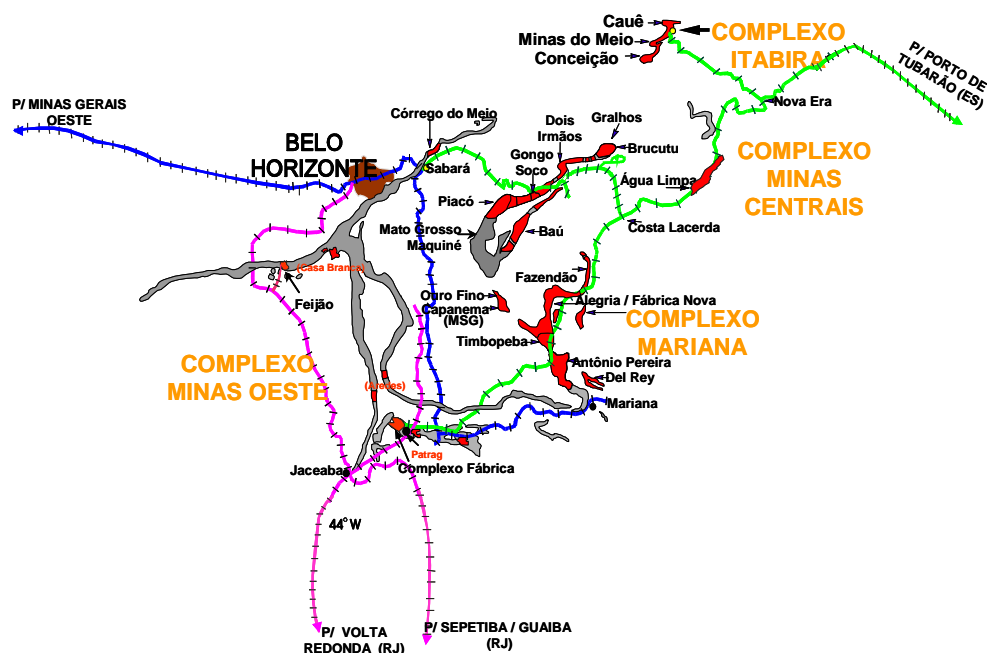 Cauê
Minas do Meio
Conceição
COMPLEXO
ITABIRA
P/ PORTO DE
TUBARÃO (ES)
P/ MINAS GERAIS
OESTE
Nova Era
Córrego do Meio
Dois
Irmãos
Gralhos
BELO
HORIZONTE
Sabará
Gongo
Soco
Brucutu
COMPLEXO
MINAS
CENTRAIS
Água Limpa
Piacó
Mato Grosso
Maquiné
Baú
Costa Lacerda
(Casa Branca)
Feijão
Fazendão
Ouro Fino
Capanema
(MSG)
Alegria / Fábrica Nova
COMPLEXO
MARIANA
Timbopeba
COMPLEXO
MINAS OESTE
Antônio Pereira
Del Rey
Mariana
Patrag
Complexo Fábrica
Jaceabar
44° W
P/ VOLTA
REDONDA (RJ)
P/ SEPETIBA / GUAIBA
(RJ)